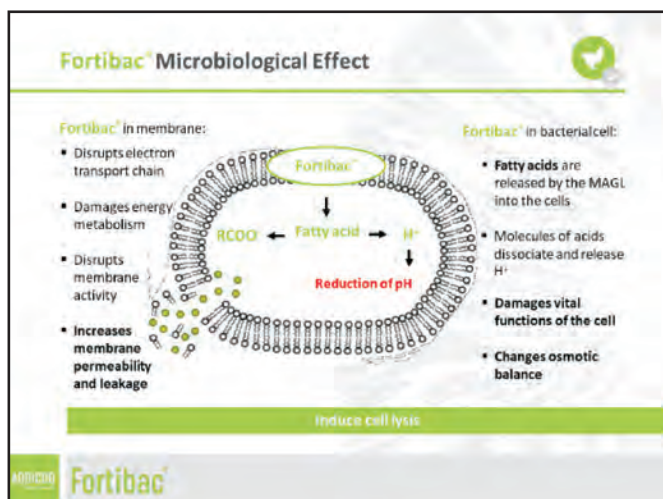 Fortibac® Microbiological Effect
Fortibac® in membrane:
▪ Disrupts electron
transport chain
▪ Damages energy
metabolism
▪ Disrupts
membrane
activity
▪ Increases
membrane
permeability
and leakage
Fortibac®
RCOO⁻ Fatty acid H⁺
Reduction of pH
Fortibac® in bacterial cell:
▪ Fatty acids are
released by the MAGL
into the cells
▪ Molecules of acids
dissociate and release
H⁺
▪ Damages vital
functions of the cell
▪ Changes osmotic
balance
Induce cell lysis
Fortibac®